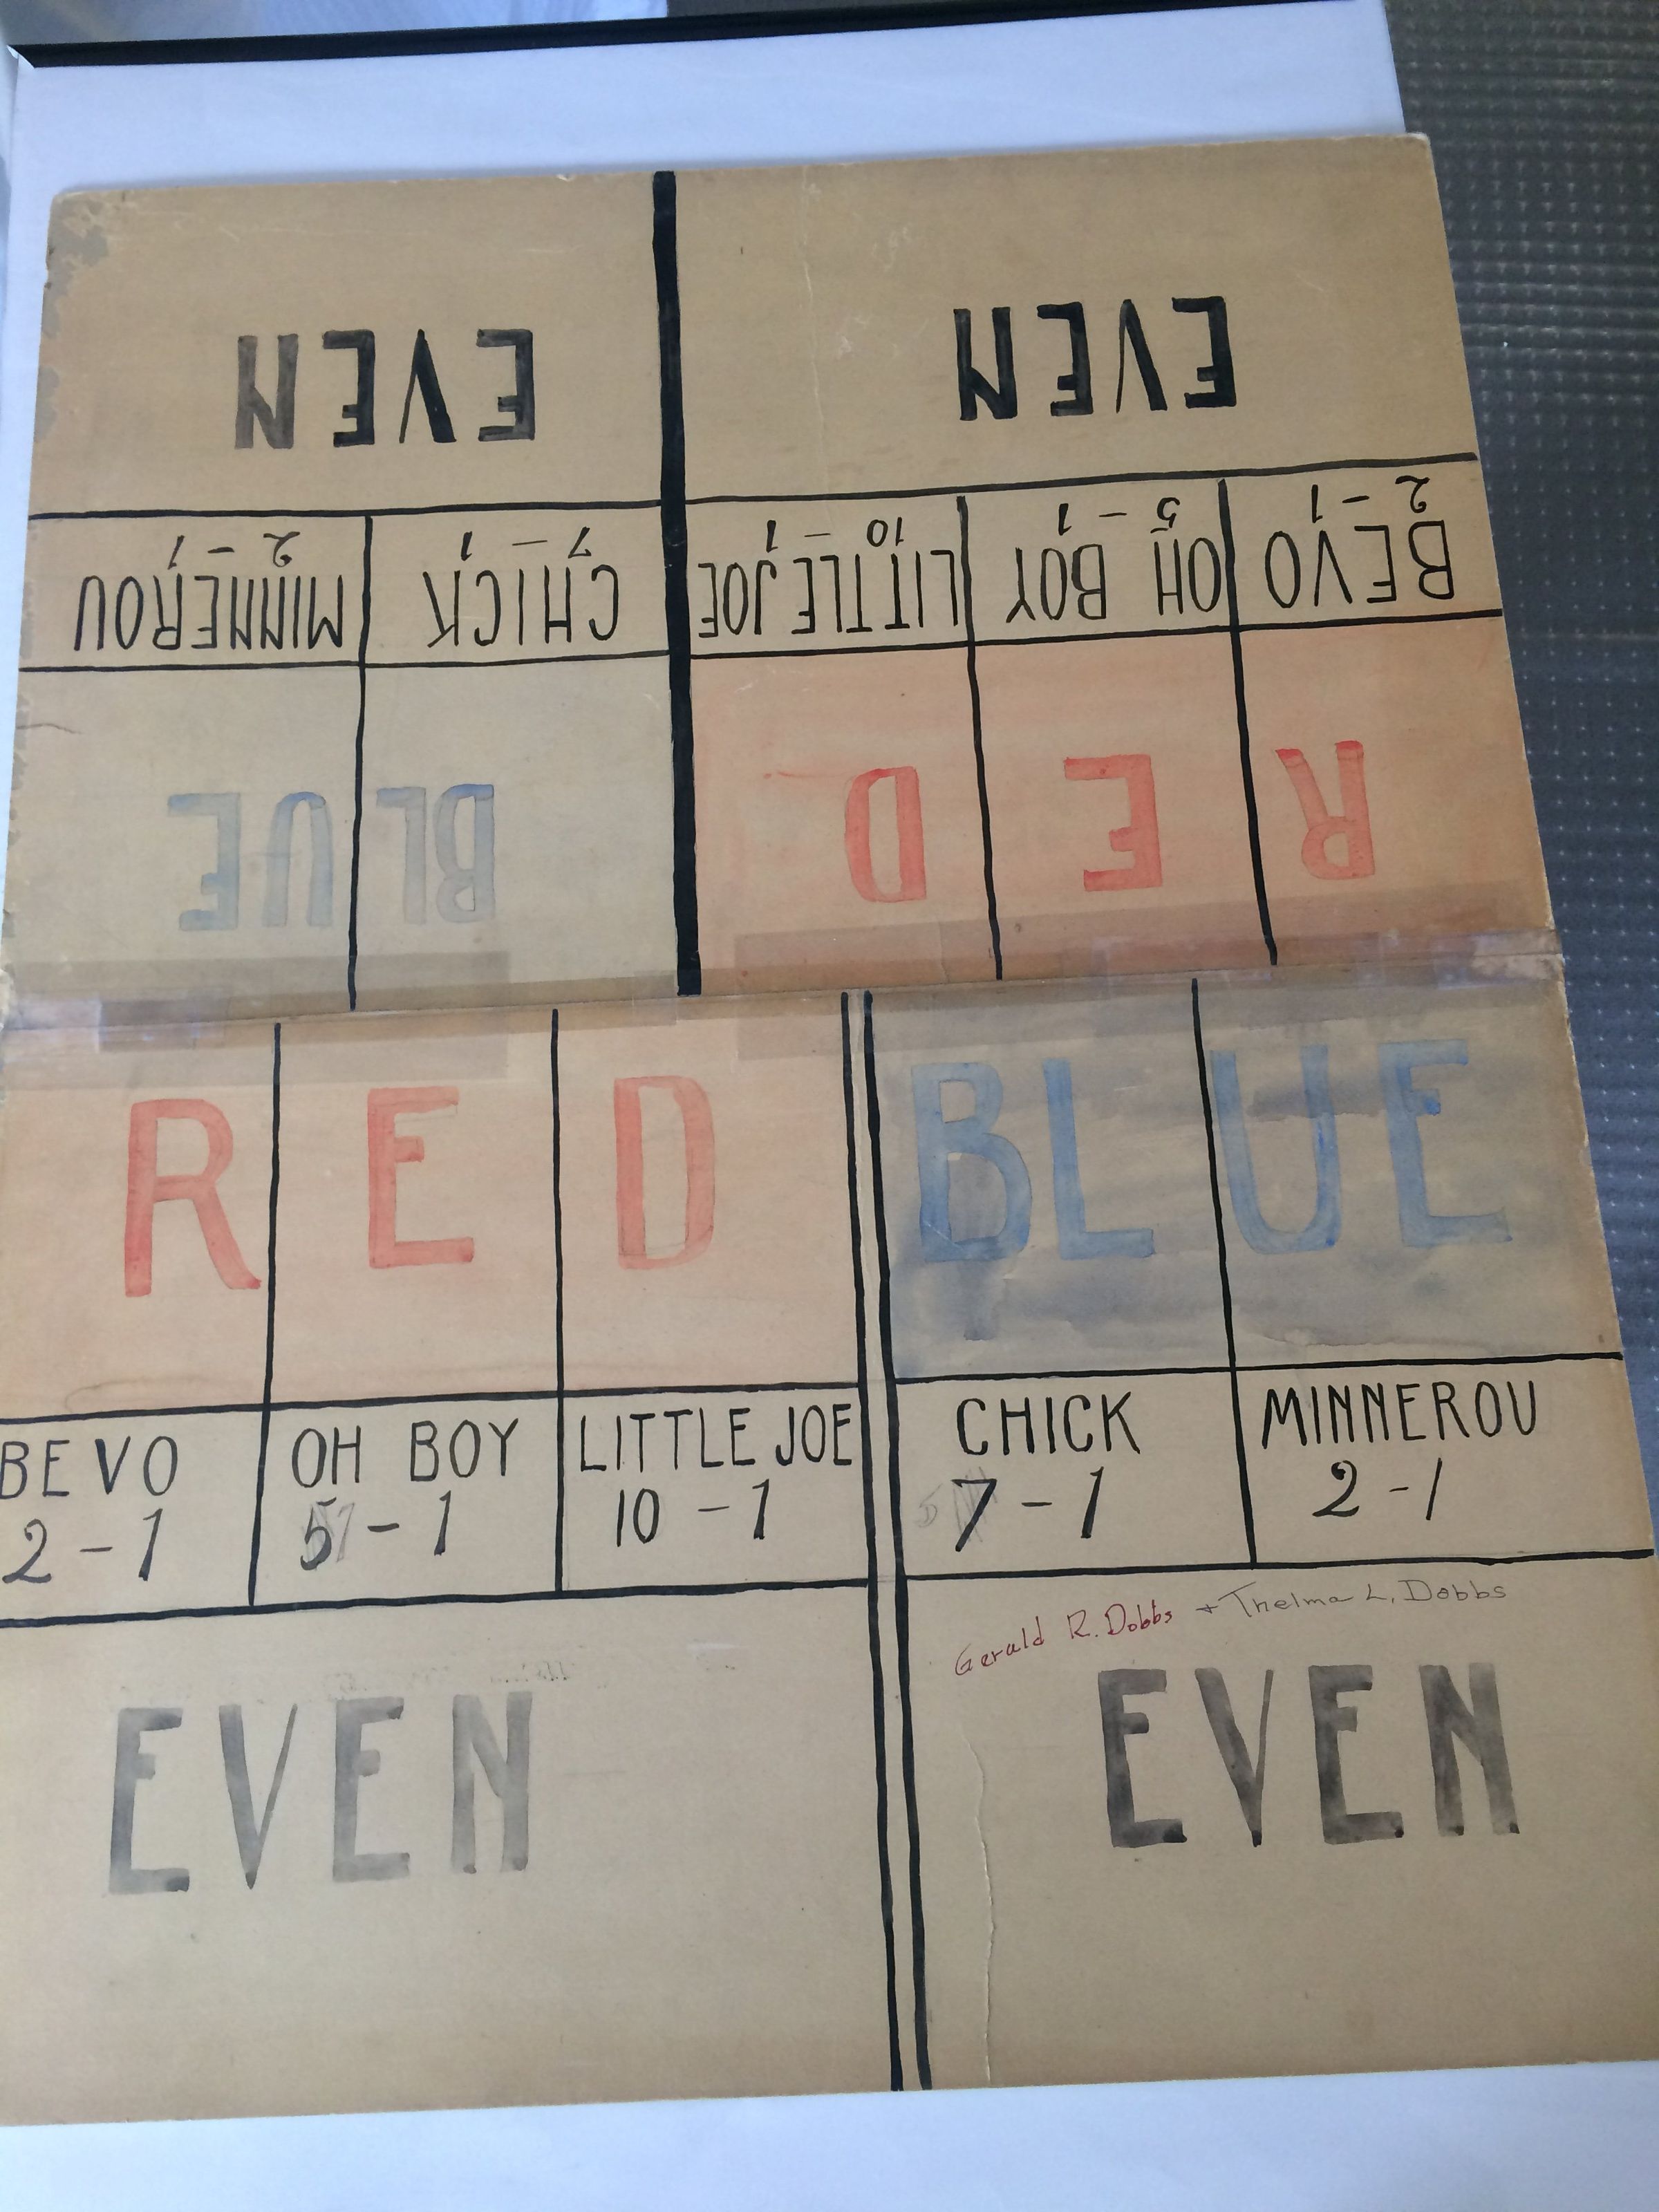 EVEN EVEN
BEVO OH BOY LITTLE JOE CHICK MINNEROU
2 - 1 5 - 1 10 - 1 7 - 1 2 - 1
RED BLUE
RED BLUE
BEVO OH BOY LITTLE JOE CHICK MINNEROU
2 - 1 5 - 1 10 - 1 7 - 1 2 - 1
Gerald R. Dobbs + Thelma L. Dobbs
EVEN EVEN